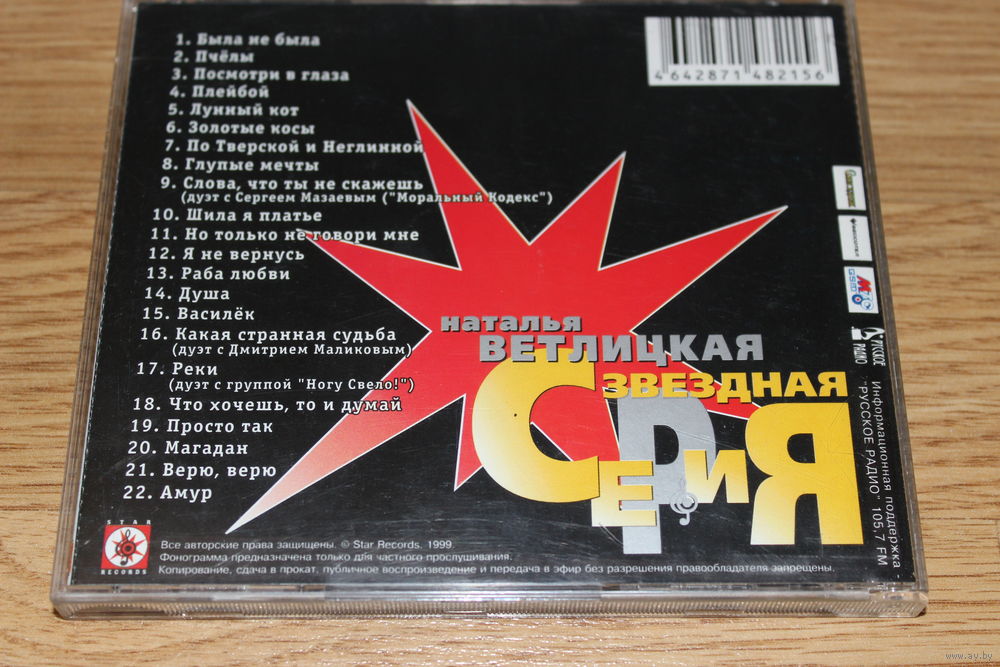 1. Была не была
2. Пчёлы
3. Посмотри в глаза
4. Плейбой
5. Лунный кот
6. Золотые косы
7. По Тверской и Неглинной
8. Глупые мечты
9. Слова, что ты не скажешь
(дуэт с Сергеем Мазаевым ("Моральный Кодекс")
10. Шила я платье
11. Но только не говори мне
12. Я не вернусь
13. Раба любви
14. Душа
15. Василёк
16. Какая странная судьба
(дуэт с Дмитрием Маликовым)
17. Реки
(дуэт с группой "Ногу Свело!")
18. Что хочешь, то и думай
19. Просто так
20. Магадан
21. Верю, верю
22. Амур
4642871482156
МТС
GSM
РУССКОЕ
РАДИО
Информационная поддержка -
"РУССКОЕ РАДИО" 105,7 FM
наталья
ВЕТЛИЦКАЯ
ЗВЕЗДНАЯ
СЕРИЯ
STAR
RECORDS
Все авторские права защищены. © Star Records. 1999
Фонограмма предназначена только для частного прослушивания.
Копирование, сдача в прокат, публичное воспроизведение и передача в эфир без разрешения правообладателя запрещены.
www.ay.by